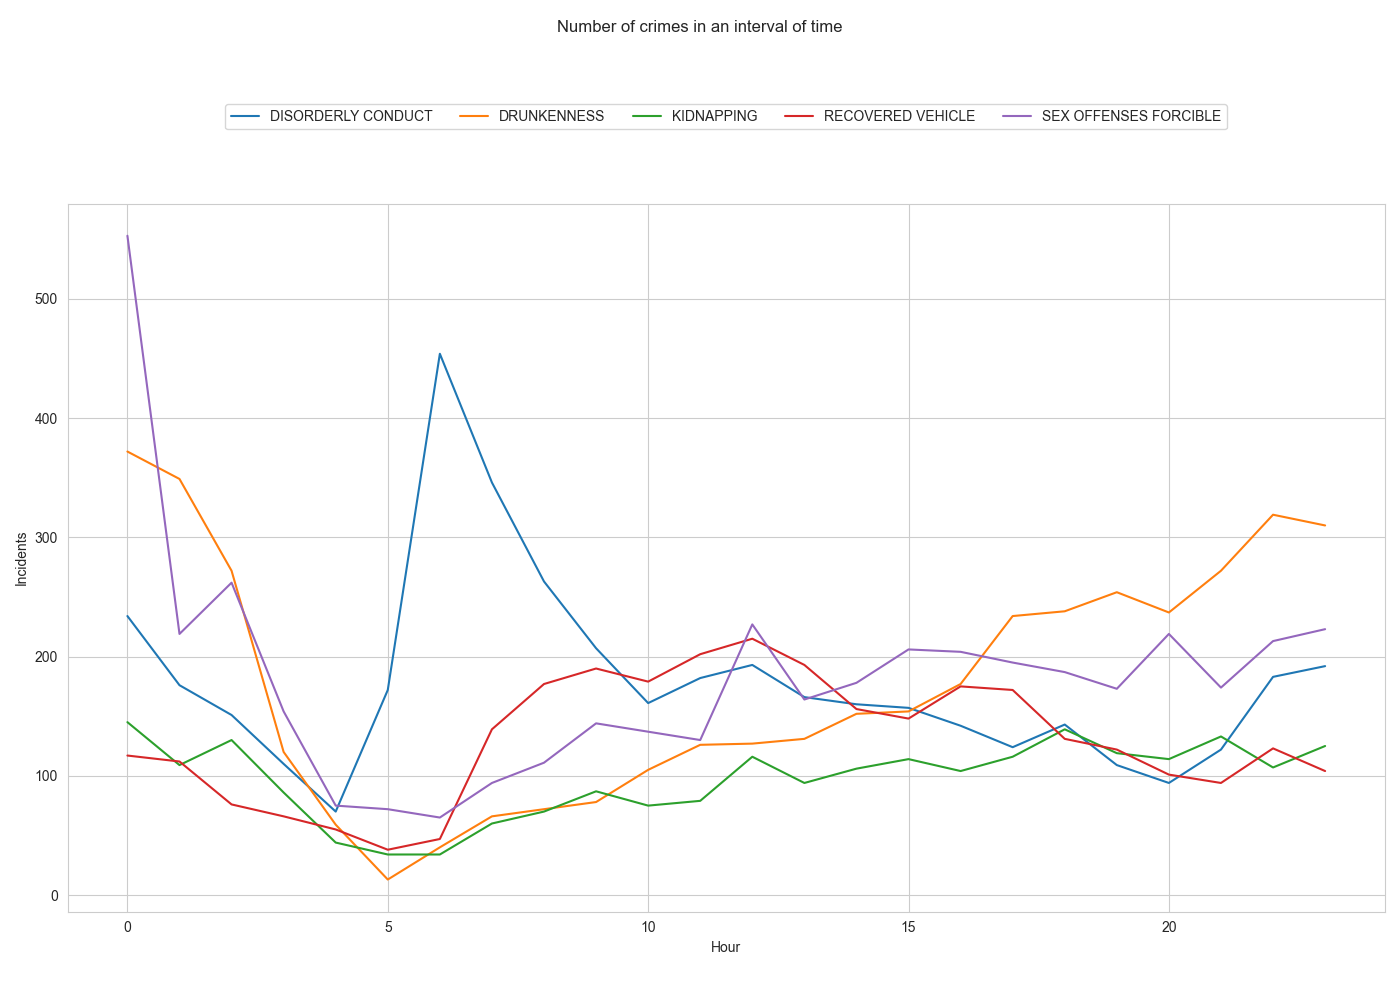 Number of crimes in an interval of time
DISORDERLY CONDUCT DRUNKENNESS KIDNAPPING RECOVERED VEHICLE SEX OFFENSES FORCIBLE
500
400
300
200
100
0
Incidents
0 5 10 15 20
Hour